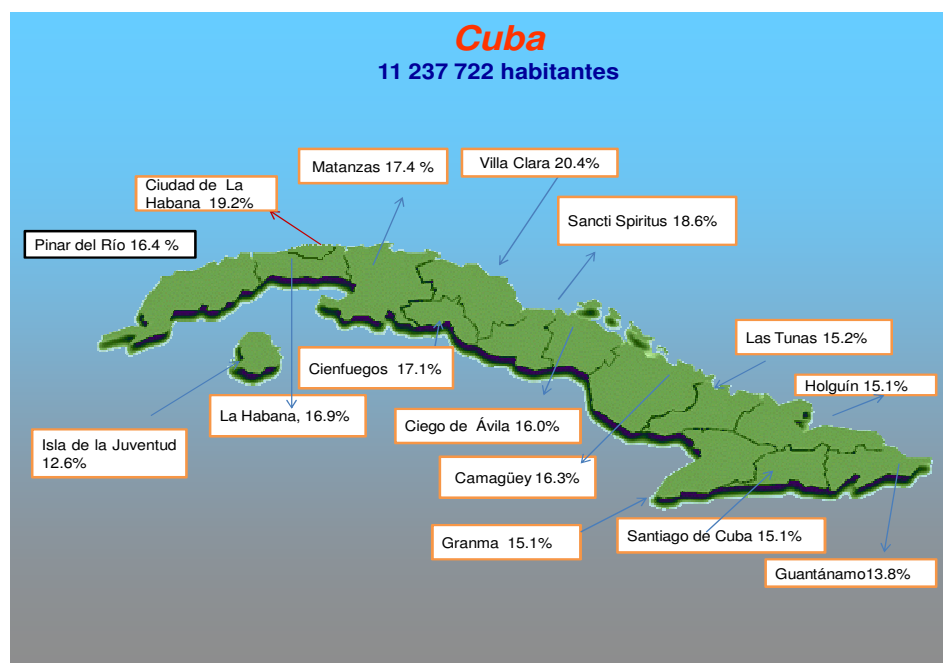 Cuba
11 237 722 habitantes
Matanzas 17.4 %
Villa Clara 20.4%
Ciudad de La
Habana 19.2%
Sancti Spiritus 18.6%
Pinar del Río 16.4 %
Las Tunas 15.2%
Cienfuegos 17.1%
Holguín 15.1%
La Habana, 16.9%
Ciego de Ávila 16.0%
Isla de la Juventud
12.6%
Camagüey 16.3%
Granma 15.1%
Santiago de Cuba 15.1%
Guantánamo13.8%